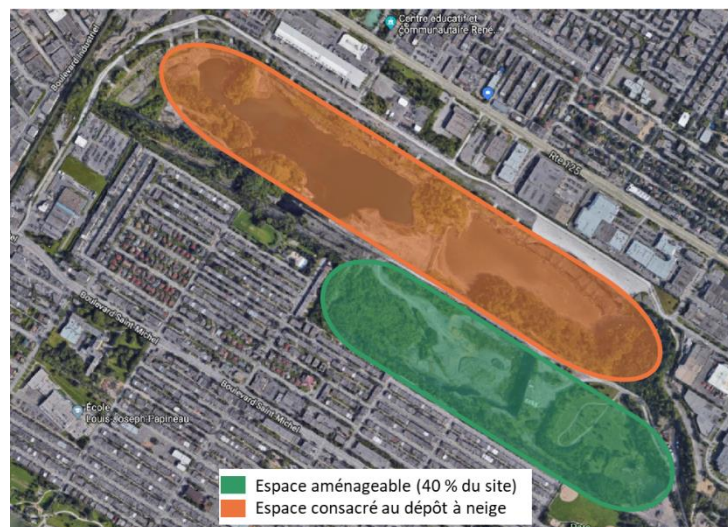 Centre éducatif et
communautaire René...
Boulevard Industriel
Rte 125
Boulevard Saint-Michel
Boulevard Saint-Michel
École
Louis-Joseph-Papineau
Espace aménageable (40 % du site)
Espace consacré au dépôt à neige